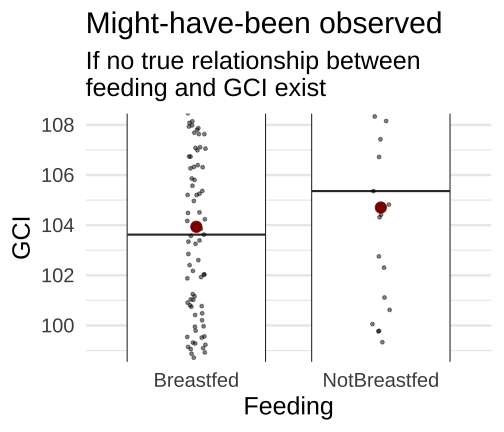 Might-have-been observed
If no true relationship between
feeding and GCI exist
108
106
104
102
100
GCI
Breastfed
NotBreastfed
Feeding